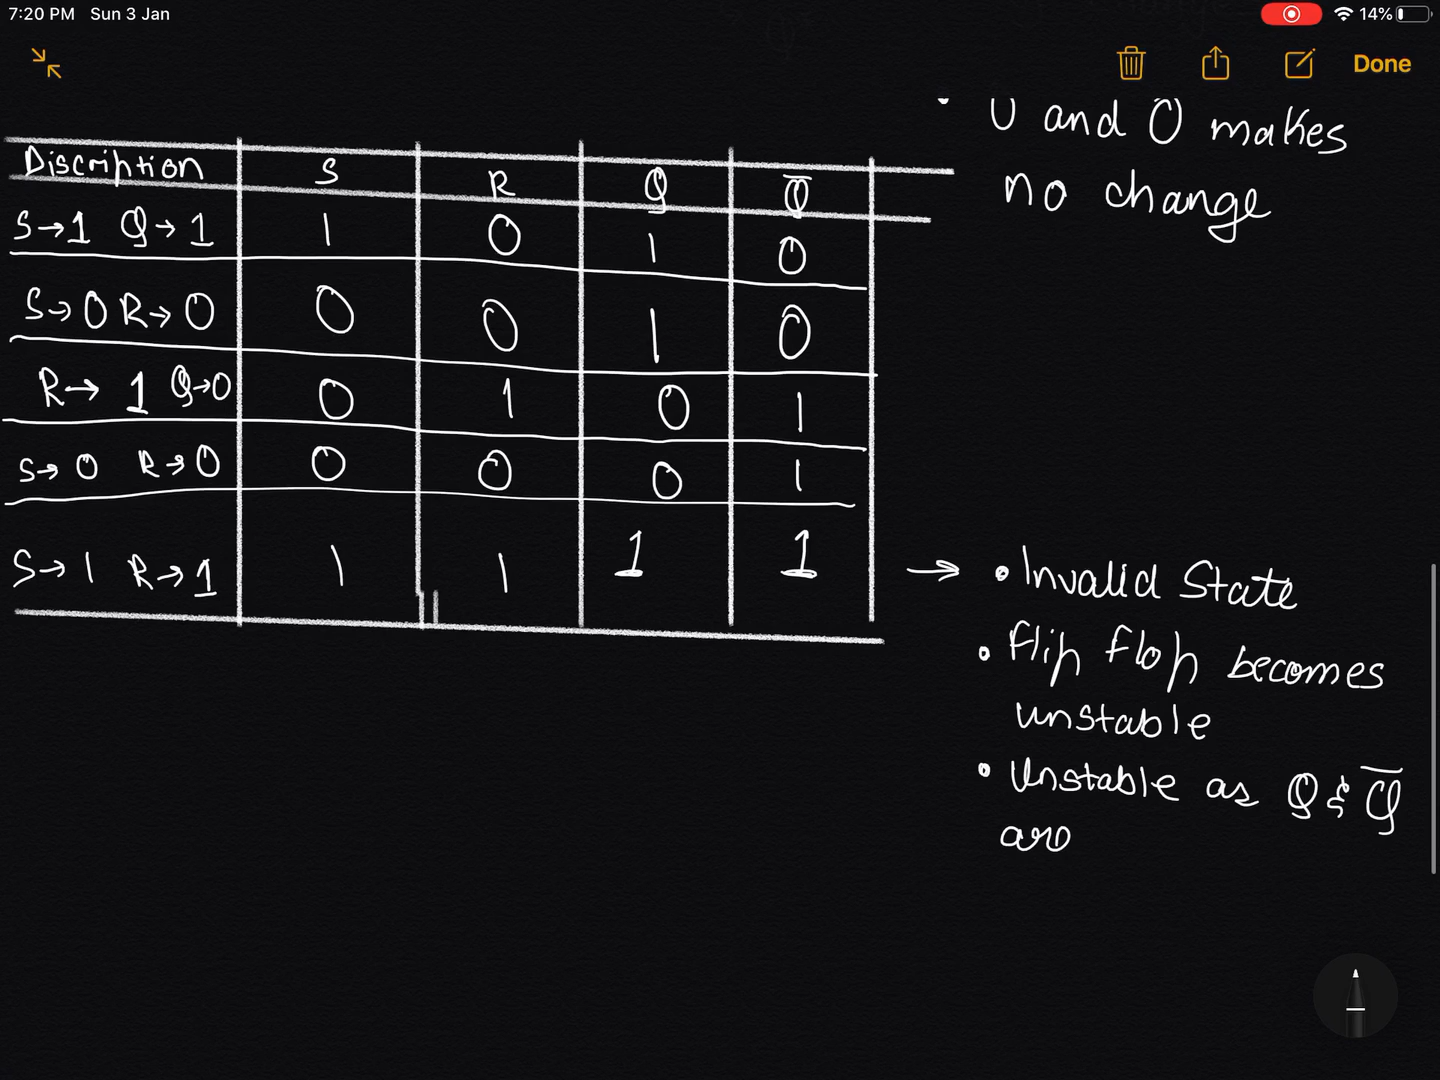 7:20 PM Sun 3 Jan 14%
Done
0 and 0 makes
no change
Discription S R Q Q̅
S→1 Q→1 1 0 1 0
S→0 R→0 0 0 1 0
R→ 1 Q→0 0 1 0 1
S→0 R→0 0 0 0 1
S→1 R→1 1 1 1 1
→ • Invalid State
• flip flop becomes
unstable
• Unstable as Q & Q̅
are